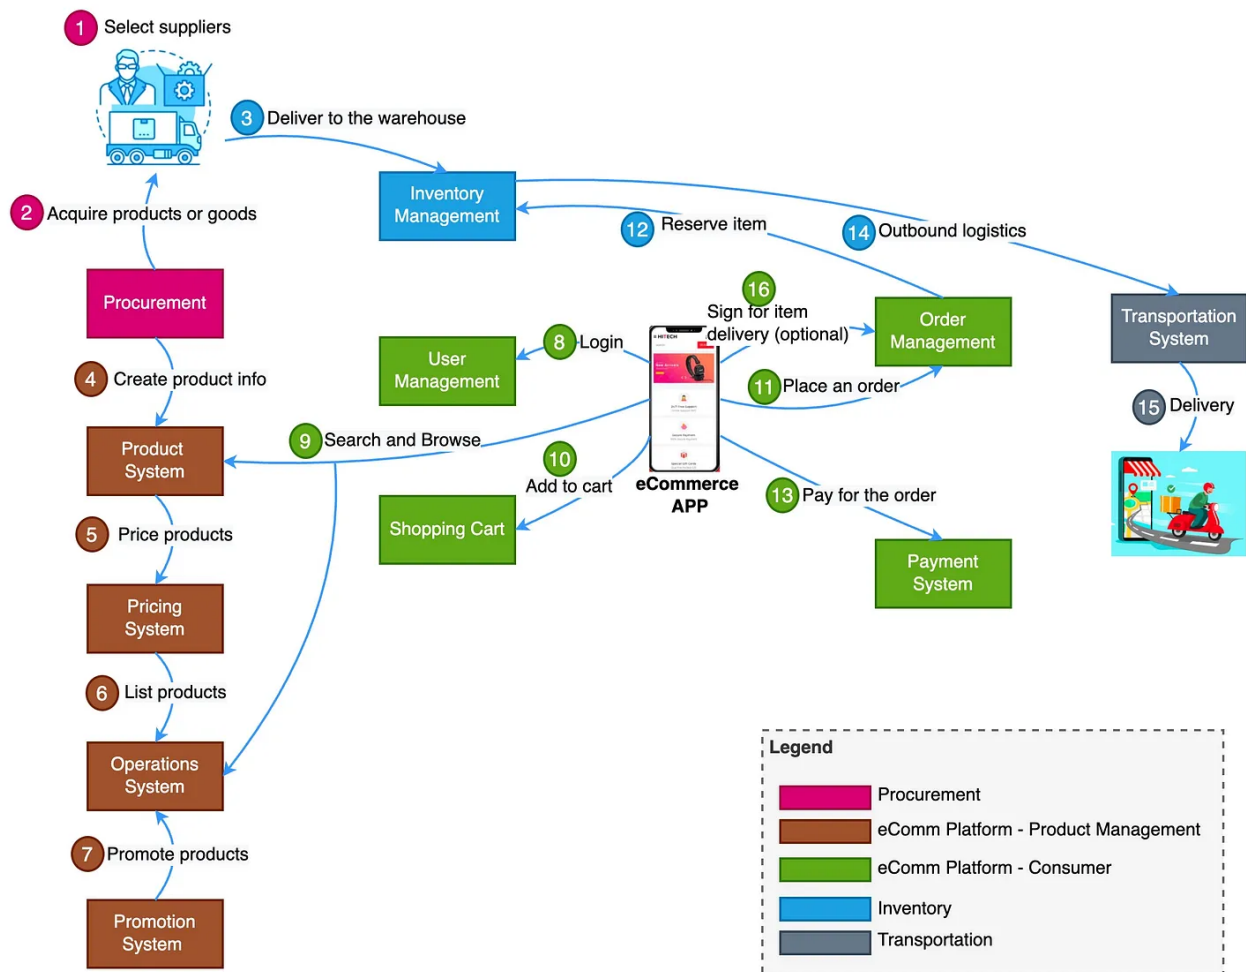 1 Select suppliers
3 Deliver to the warehouse
2 Acquire products or goods
Inventory
Management
12 Reserve item
14 Outbound logistics
Procurement
16
Sign for item
delivery (optional)
Order
Management
Transportation
System
8 Login
User
Management
HITECH
4 Create product info
11 Place an order
15 Delivery
9 Search and Browse
Product
System
10
Add to cart
eCommerce
APP
13 Pay for the order
5 Price products
Shopping Cart
Payment
System
Pricing
System
6 List products
Operations
System
7 Promote products
Promotion
System
Legend
Procurement
eComm Platform - Product Management
eComm Platform - Consumer
Inventory
Transportation